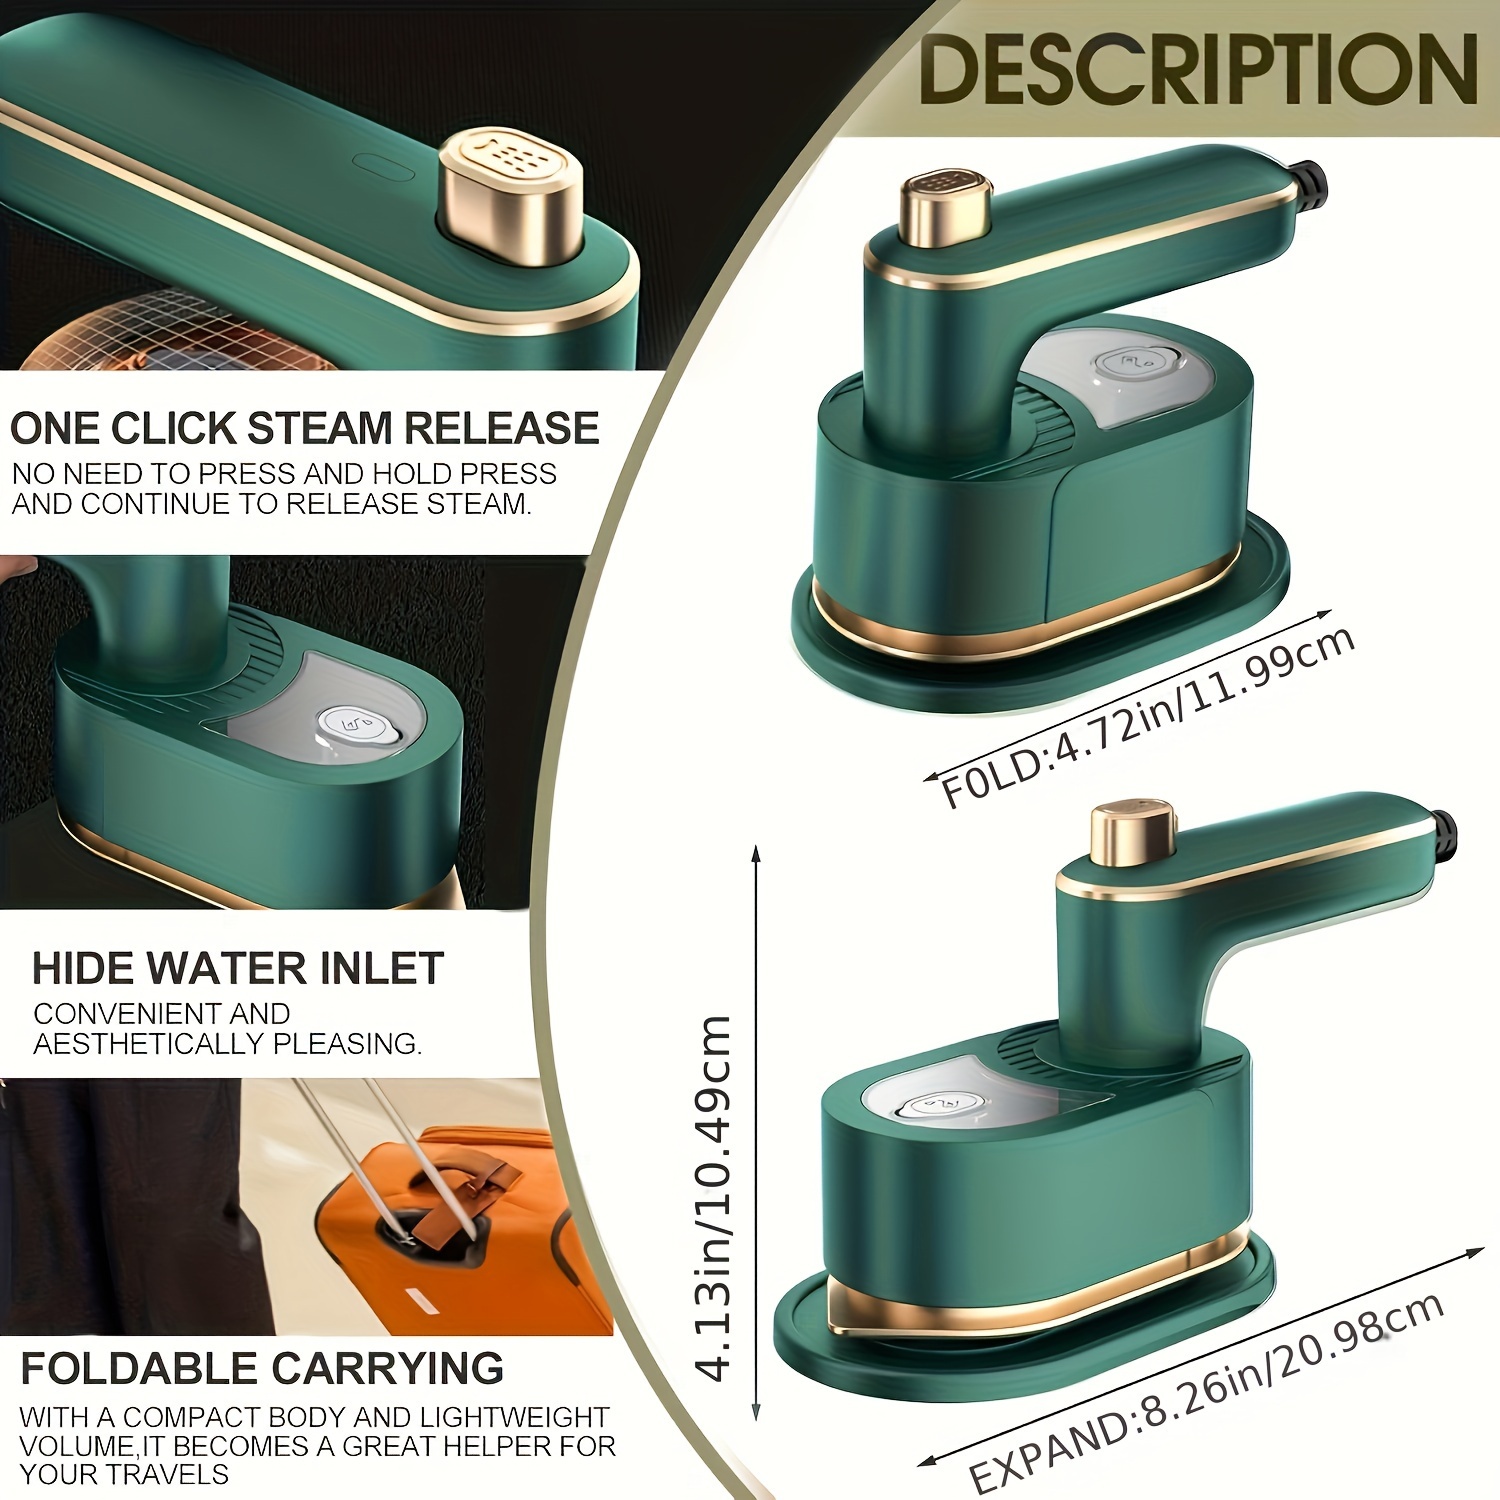 DESCRIPTION
ONE CLICK STEAM RELEASE
NO NEED TO PRESS AND HOLD PRESS
AND CONTINUE TO RELEASE STEAM.
HIDE WATER INLET
CONVENIENT AND
AESTHETICALLY PLEASING.
FOLDABLE CARRYING
WITH A COMPACT BODY AND LIGHTWEIGHT
VOLUME,IT BECOMES A GREAT HELPER FOR
YOUR TRAVELS
F0LD:4.72in/11.99cm
4.13in/10.49cm
EXPAND:8.26in/20.98cm